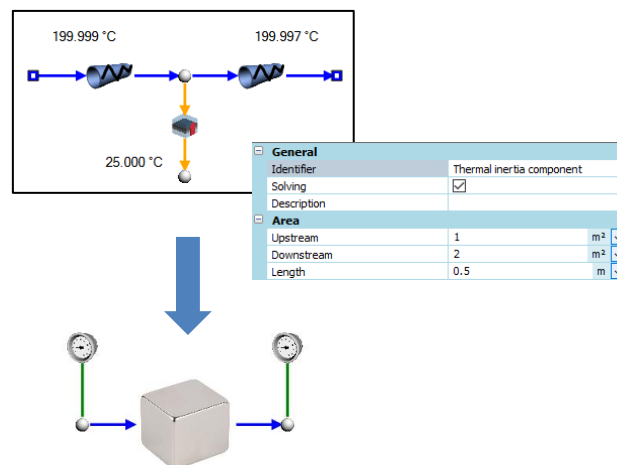 199.999 °C
199.997 °C
25.000 °C
General
Identifier Thermal inertia component
Solving
Description
Area
Upstream 1 m²
Downstream 2 m²
Length 0.5 m